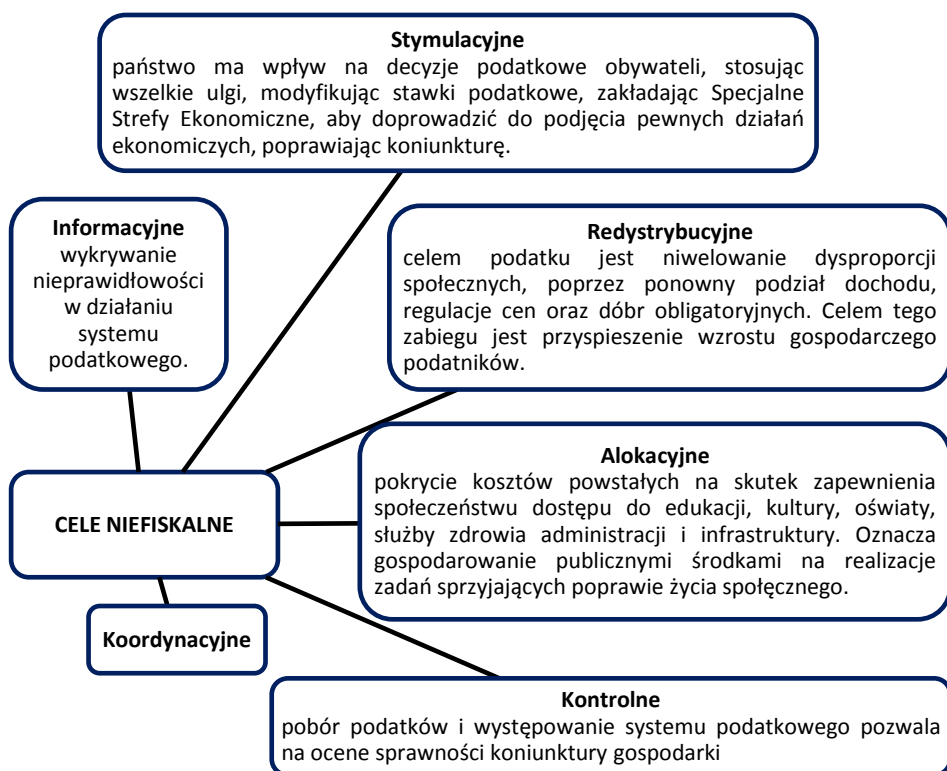 Stymulacyjne
państwo ma wpływ na decyzje podatkowe obywateli, stosując
wszelkie ulgi, modyfikując stawki podatkowe, zakładając Specjalne
Strefy Ekonomiczne, aby doprowadzić do podjęcia pewnych działań
ekonomiczych, poprawiając koniunkturę.
Informacyjne
wykrywanie
nieprawidłowości
w działaniu
systemu
podatkowego.
Redystrybucyjne
celem podatku jest niwelowanie dysproporcji
społecznych, poprzez ponowny podział dochodu,
regulacje cen oraz dóbr obligatoryjnych. Celem tego
zabiegu jest przyspieszenie wzrostu gospodarczego
podatników.
Alokacyjne
pokrycie kosztów powstałych na skutek zapewnienia
społeczeństwu dostępu do edukacji, kultury, oświaty,
służby zdrowia administracji i infrastruktury. Oznacza
gospodarowanie publicznymi środkami na realizacje
zadań sprzyjających poprawie życia społęcznego.
CELE NIEFISKALNE
Koordynacyjne
Kontrolne
pobór podatków i występowanie systemu podatkowego pozwala
na ocene sprawności koniunktury gospodarki